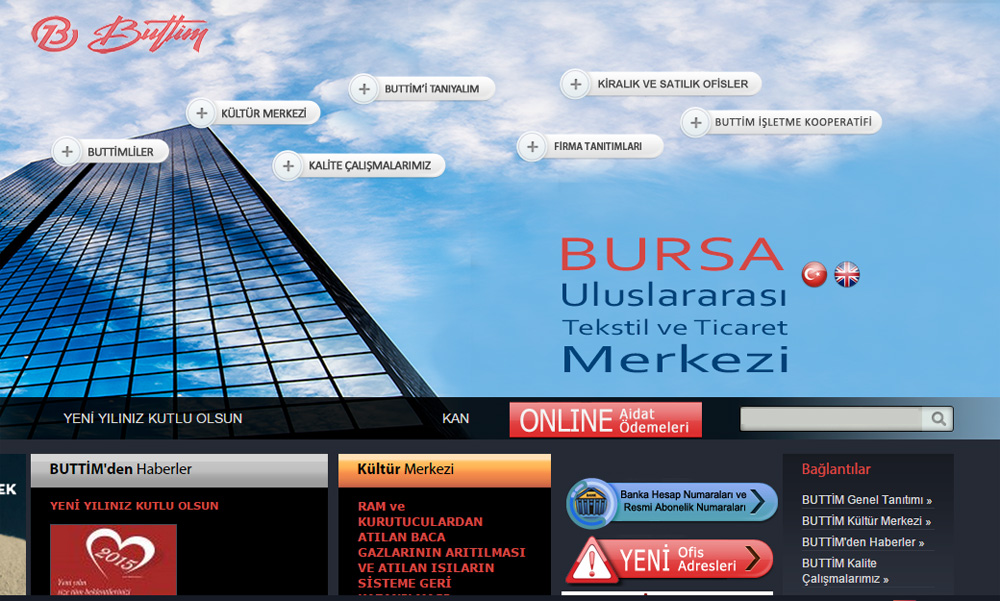 B Buttim
BUTTİM'İ TANIYALIM
KİRALIK VE SATILIK OFİSLER
KÜLTÜR MERKEZİ
BUTTİM İŞLETME KOOPERATİFİ
BUTTİMLİLER
FİRMA TANITIMLARI
KALİTE ÇALIŞMALARIMIZ
BURSA
Uluslararası
Tekstil ve Ticaret
Merkezi
YENİ YILINIZ KUTLU OLSUN
KAN
ONLINE Aidat
Ödemeleri
EK
BUTTİM'den Haberler
YENİ YILINIZ KUTLU OLSUN
2015
Yeni yılın
Kültür Merkezi
RAM ve
KURUTUCULARDAN
ATILAN BACA
GAZLARININ ARITILMASI
VE ATILAN ISILARIN
SİSTEME GERİ
Banka Hesap Numaraları ve
Resmi Abonelik Numaraları
YENİ Ofis
Adresleri
Bağlantılar
BUTTİM Genel Tanıtımı »
BUTTİM Kültür Merkezi »
BUTTİM'den Haberler »
BUTTİM Kalite
Çalışmalarımız »